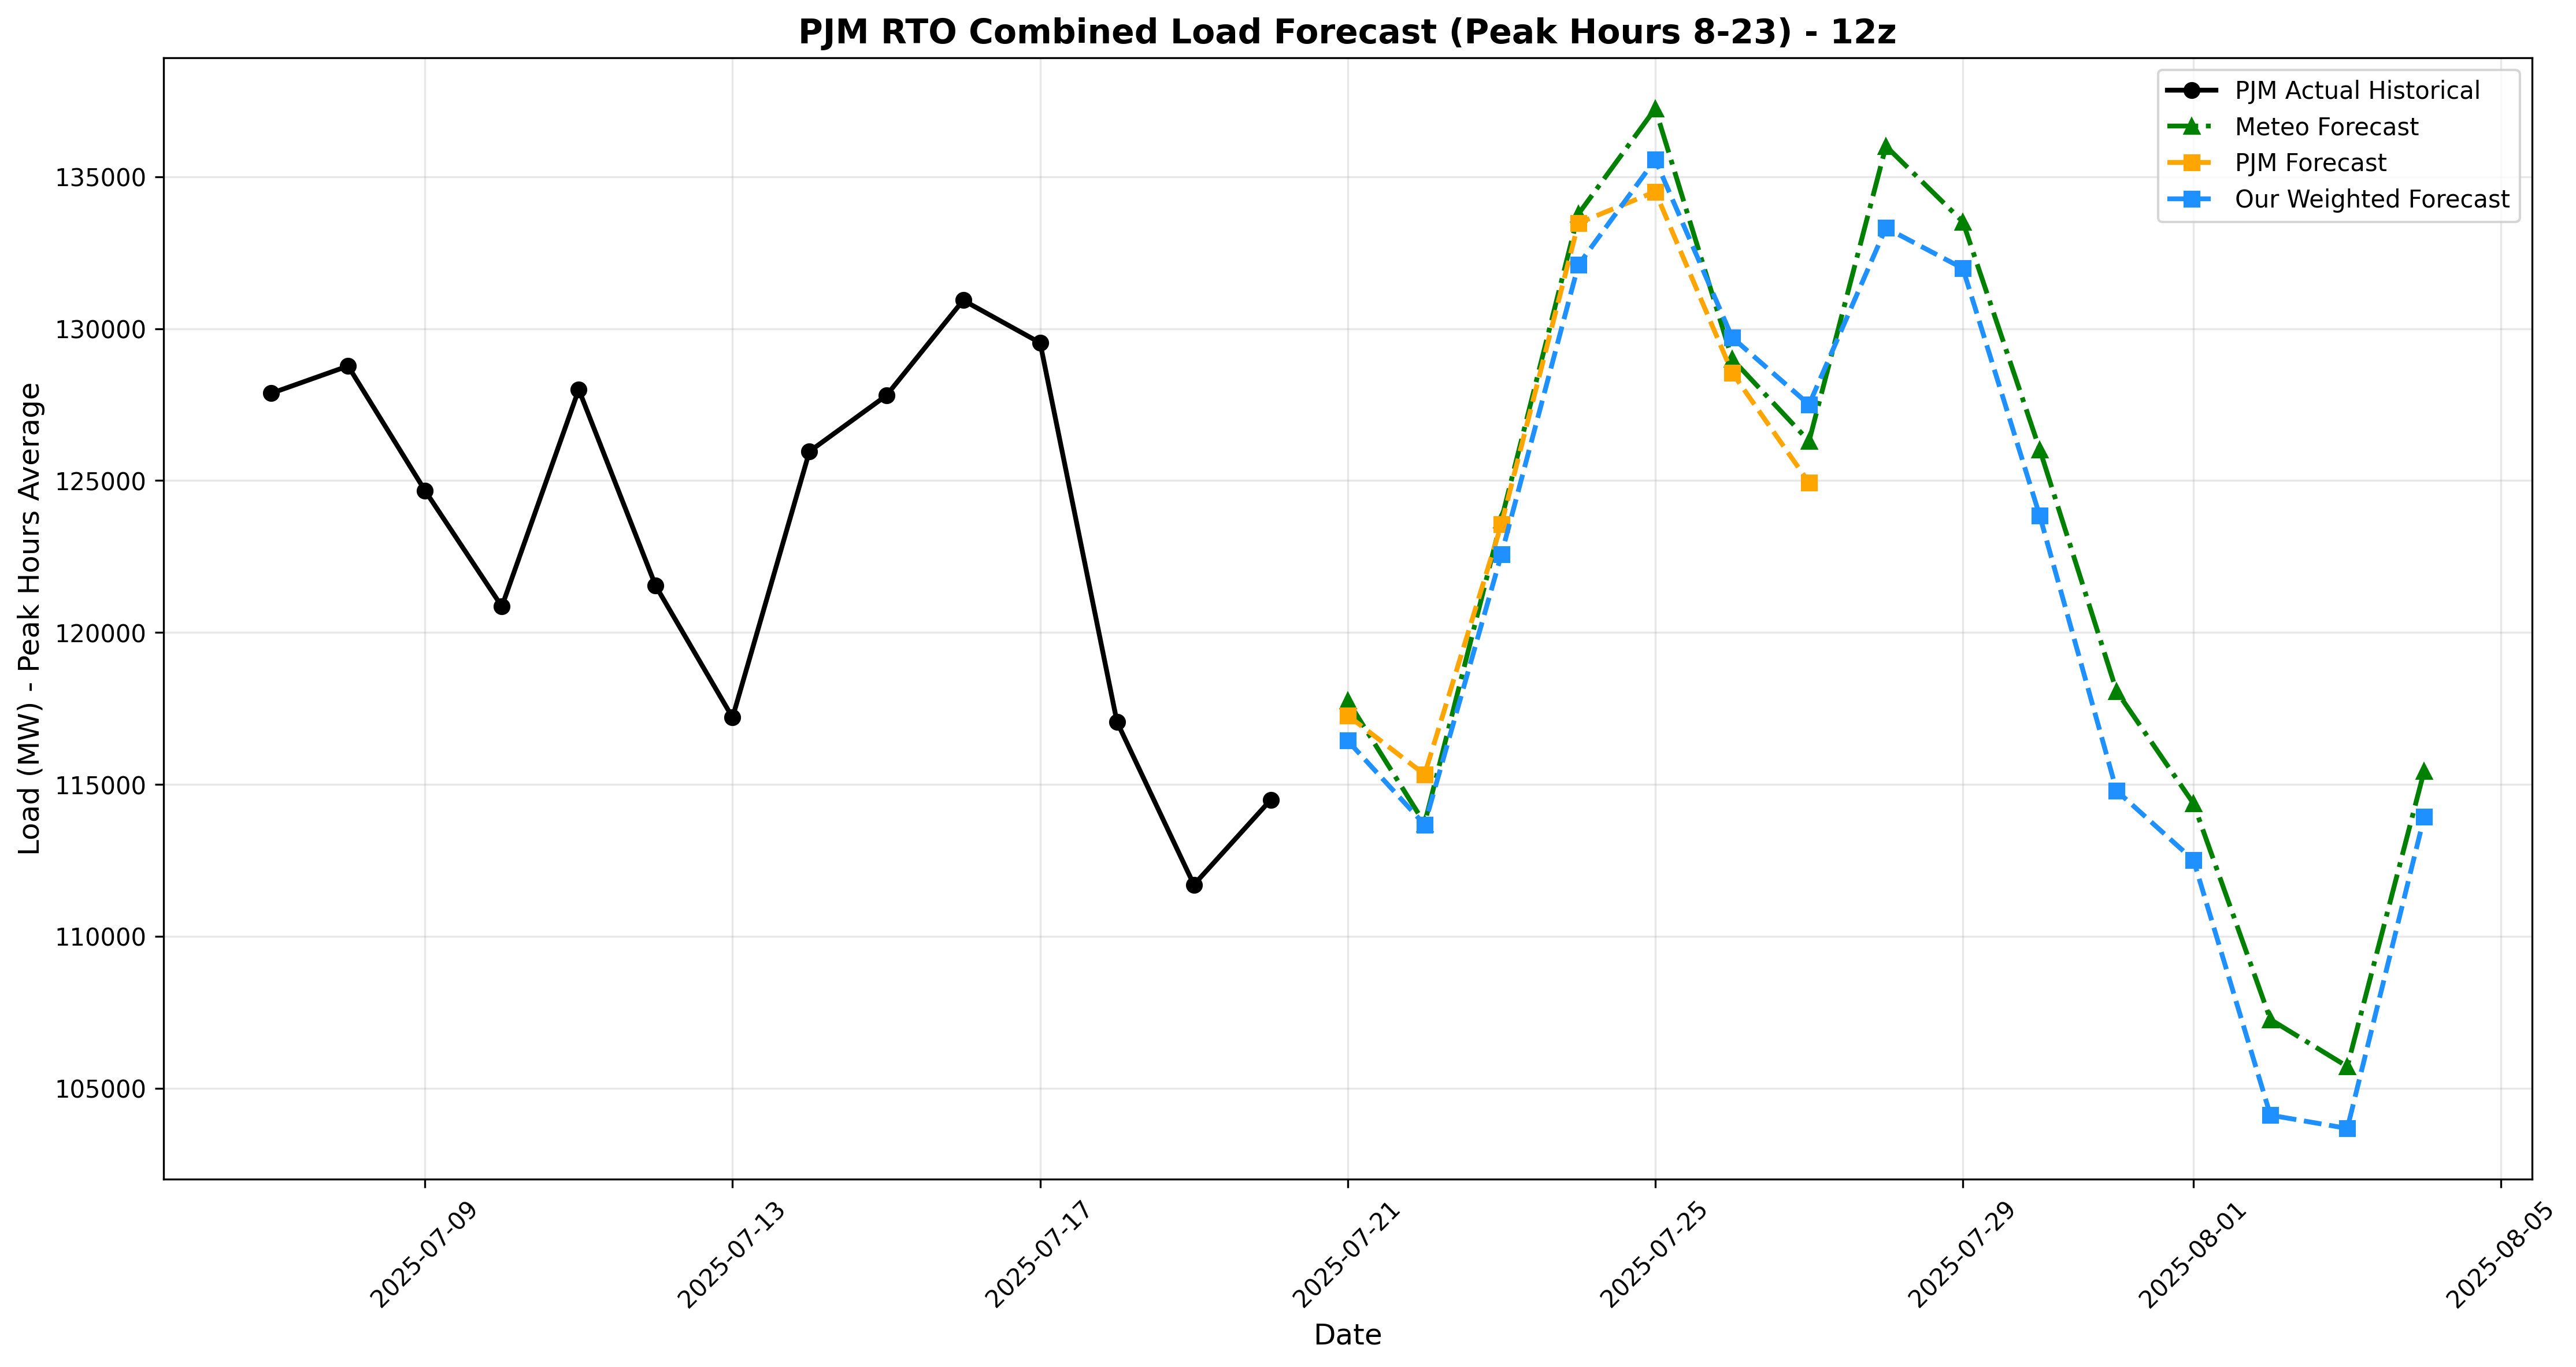 PJM RTO Combined Load Forecast (Peak Hours 8-23) - 12z
PJM Actual Historical
Meteo Forecast
PJM Forecast
Our Weighted Forecast
Load (MW) - Peak Hours Average
135000
130000
125000
120000
115000
110000
105000
2025-07-09
2025-07-13
2025-07-17
2025-07-21
2025-07-25
2025-07-29
2025-08-01
2025-08-05
Date